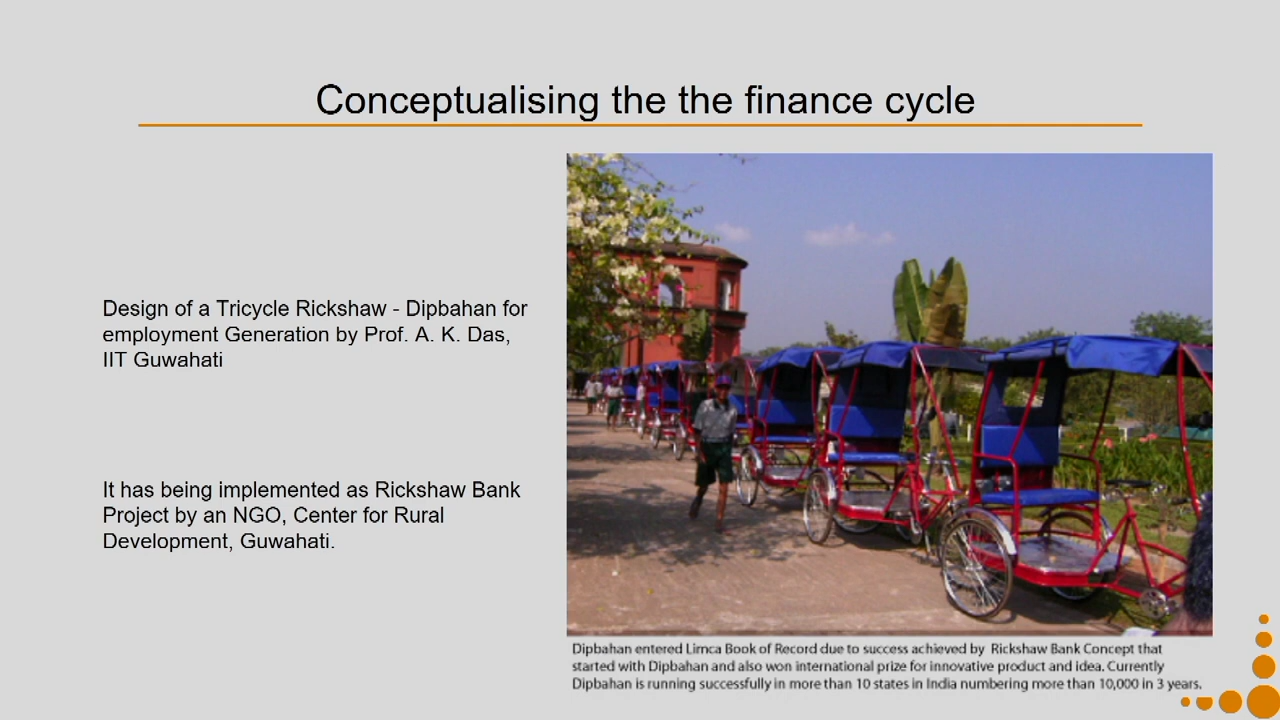 Conceptualising the the finance cycle
Design of a Tricycle Rickshaw - Dipbahan for
employment Generation by Prof. A. K. Das,
IIT Guwahati
It has being implemented as Rickshaw Bank
Project by an NGO, Center for Rural
Development, Guwahati.
Dipbahan entered Limca Book of Record due to success achieved by Rickshaw Bank Concept that
started with Dipbahan and also won international prize for innovative product and idea. Currently
Dipbahan is running successfully in more than 10 states in India numbering more than 10,000 in 3 years.